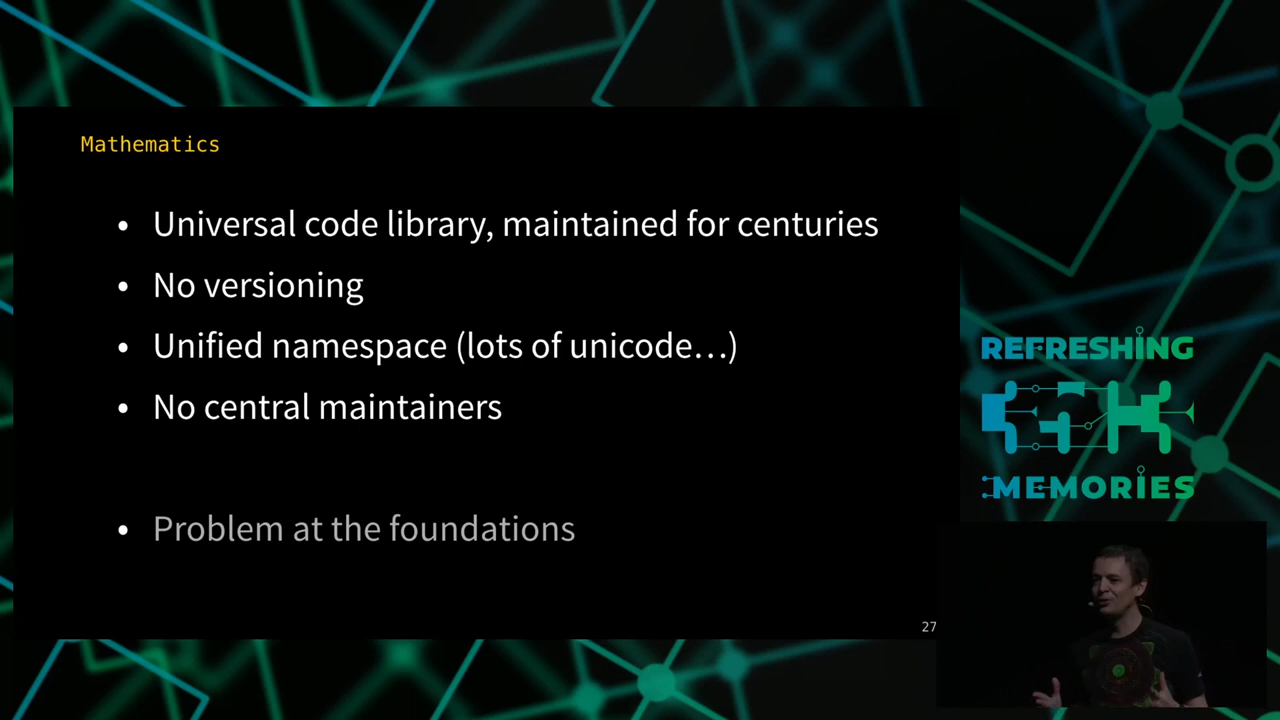 Mathematics
• Universal code library, maintained for centuries
• No versioning
• Unified namespace (lots of unicode…)
• No central maintainers
• Problem at the foundations
27
REFRESHING
MEMORIES